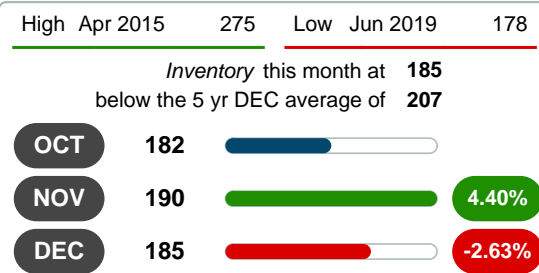 High Apr 2015 275 Low Jun 2019 178
Inventory this month at 185
below the 5 yr DEC average of 207
OCT 182
NOV 190 4.40%
DEC 185 -2.63%